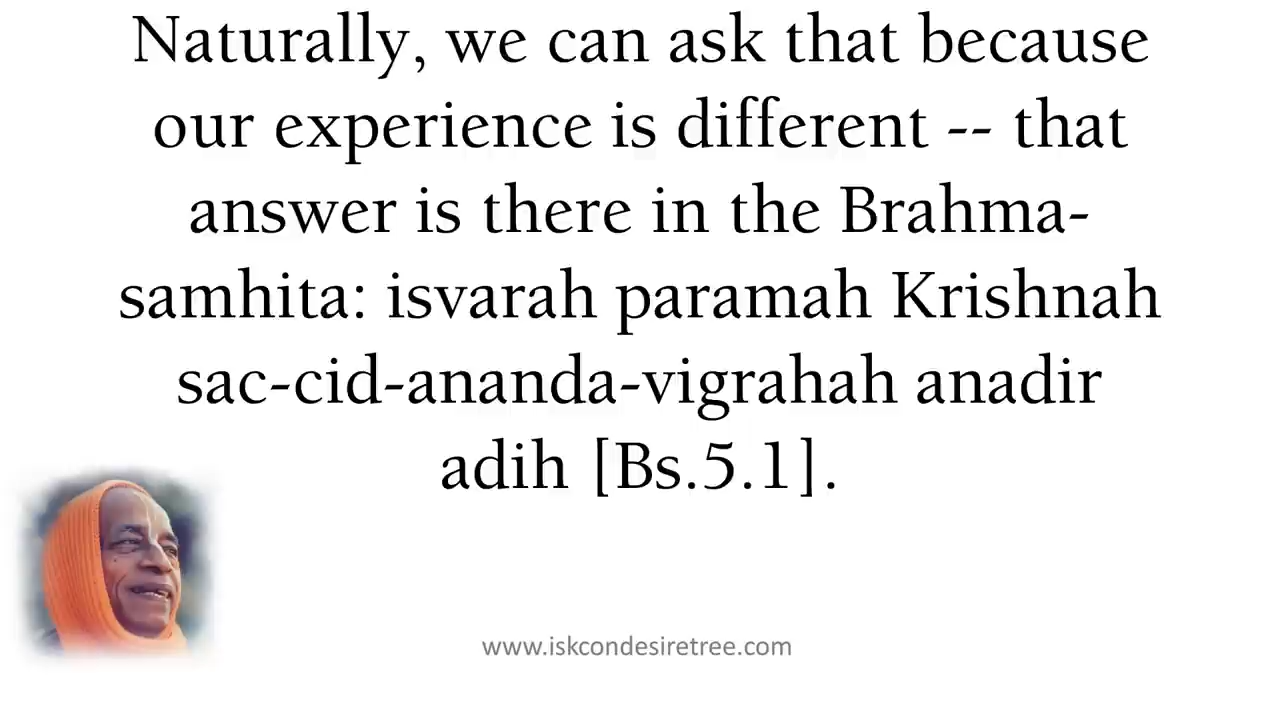 Naturally, we can ask that because
our experience is different -- that
answer is there in the Brahma-
samhita: isvarah paramah Krishnah
sac-cid-ananda-vigrahah anadir
adih [Bs.5.1].
www.iskcondesiretree.com